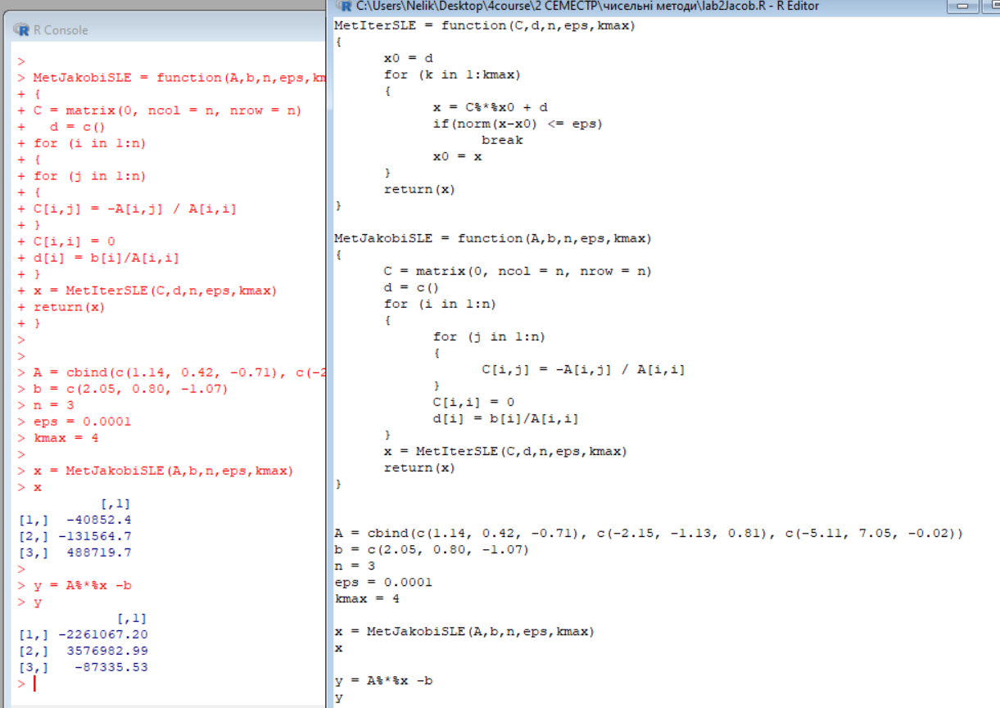 R Console
>
> MetJakobiSLE = function(A,b,n,eps,km
+ {
+ C = matrix(0, ncol = n, nrow = n)
+   d = c()
+ for (i in 1:n)
+ {
+ for (j in 1:n)
+ {
+ C[i,j] = -A[i,j] / A[i,i]
+ }
+ C[i,i] = 0
+ d[i] = b[i]/A[i,i]
+ }
+ x = MetIterSLE(C,d,n,eps,kmax)
+ return(x)
+ }
>
>
> A = cbind(c(1.14, 0.42, -0.71), c(-2
> b = c(2.05, 0.80, -1.07)
> n = 3
> eps = 0.0001
> kmax = 4
>
> x = MetJakobiSLE(A,b,n,eps,kmax)
> x
[,1]
[1,] -40852.4
[2,] -131564.7
[3,] 488719.7
>
> y = A%*%x -b
> y
[,1]
[1,] -2261067.20
[2,] 3576982.99
[3,] -87335.53
>
C:\Users\Nelik\Desktop\4course\2 СЕМЕСТР\чисельні методи\lab2Jacob.R - R Editor
MetIterSLE = function(C,d,n,eps,kmax)
{
x0 = d
for (k in 1:kmax)
{
x = C%*%x0 + d
if(norm(x-x0) <= eps)
break
x0 = x
}
return(x)
}
MetJakobiSLE = function(A,b,n,eps,kmax)
{
C = matrix(0, ncol = n, nrow = n)
d = c()
for (i in 1:n)
{
for (j in 1:n)
{
C[i,j] = -A[i,j] / A[i,i]
}
C[i,i] = 0
d[i] = b[i]/A[i,i]
}
x = MetIterSLE(C,d,n,eps,kmax)
return(x)
}
A = cbind(c(1.14, 0.42, -0.71), c(-2.15, -1.13, 0.81), c(-5.11, 7.05, -0.02))
b = c(2.05, 0.80, -1.07)
n = 3
eps = 0.0001
kmax = 4
x = MetJakobiSLE(A,b,n,eps,kmax)
x
y = A%*%x -b
y